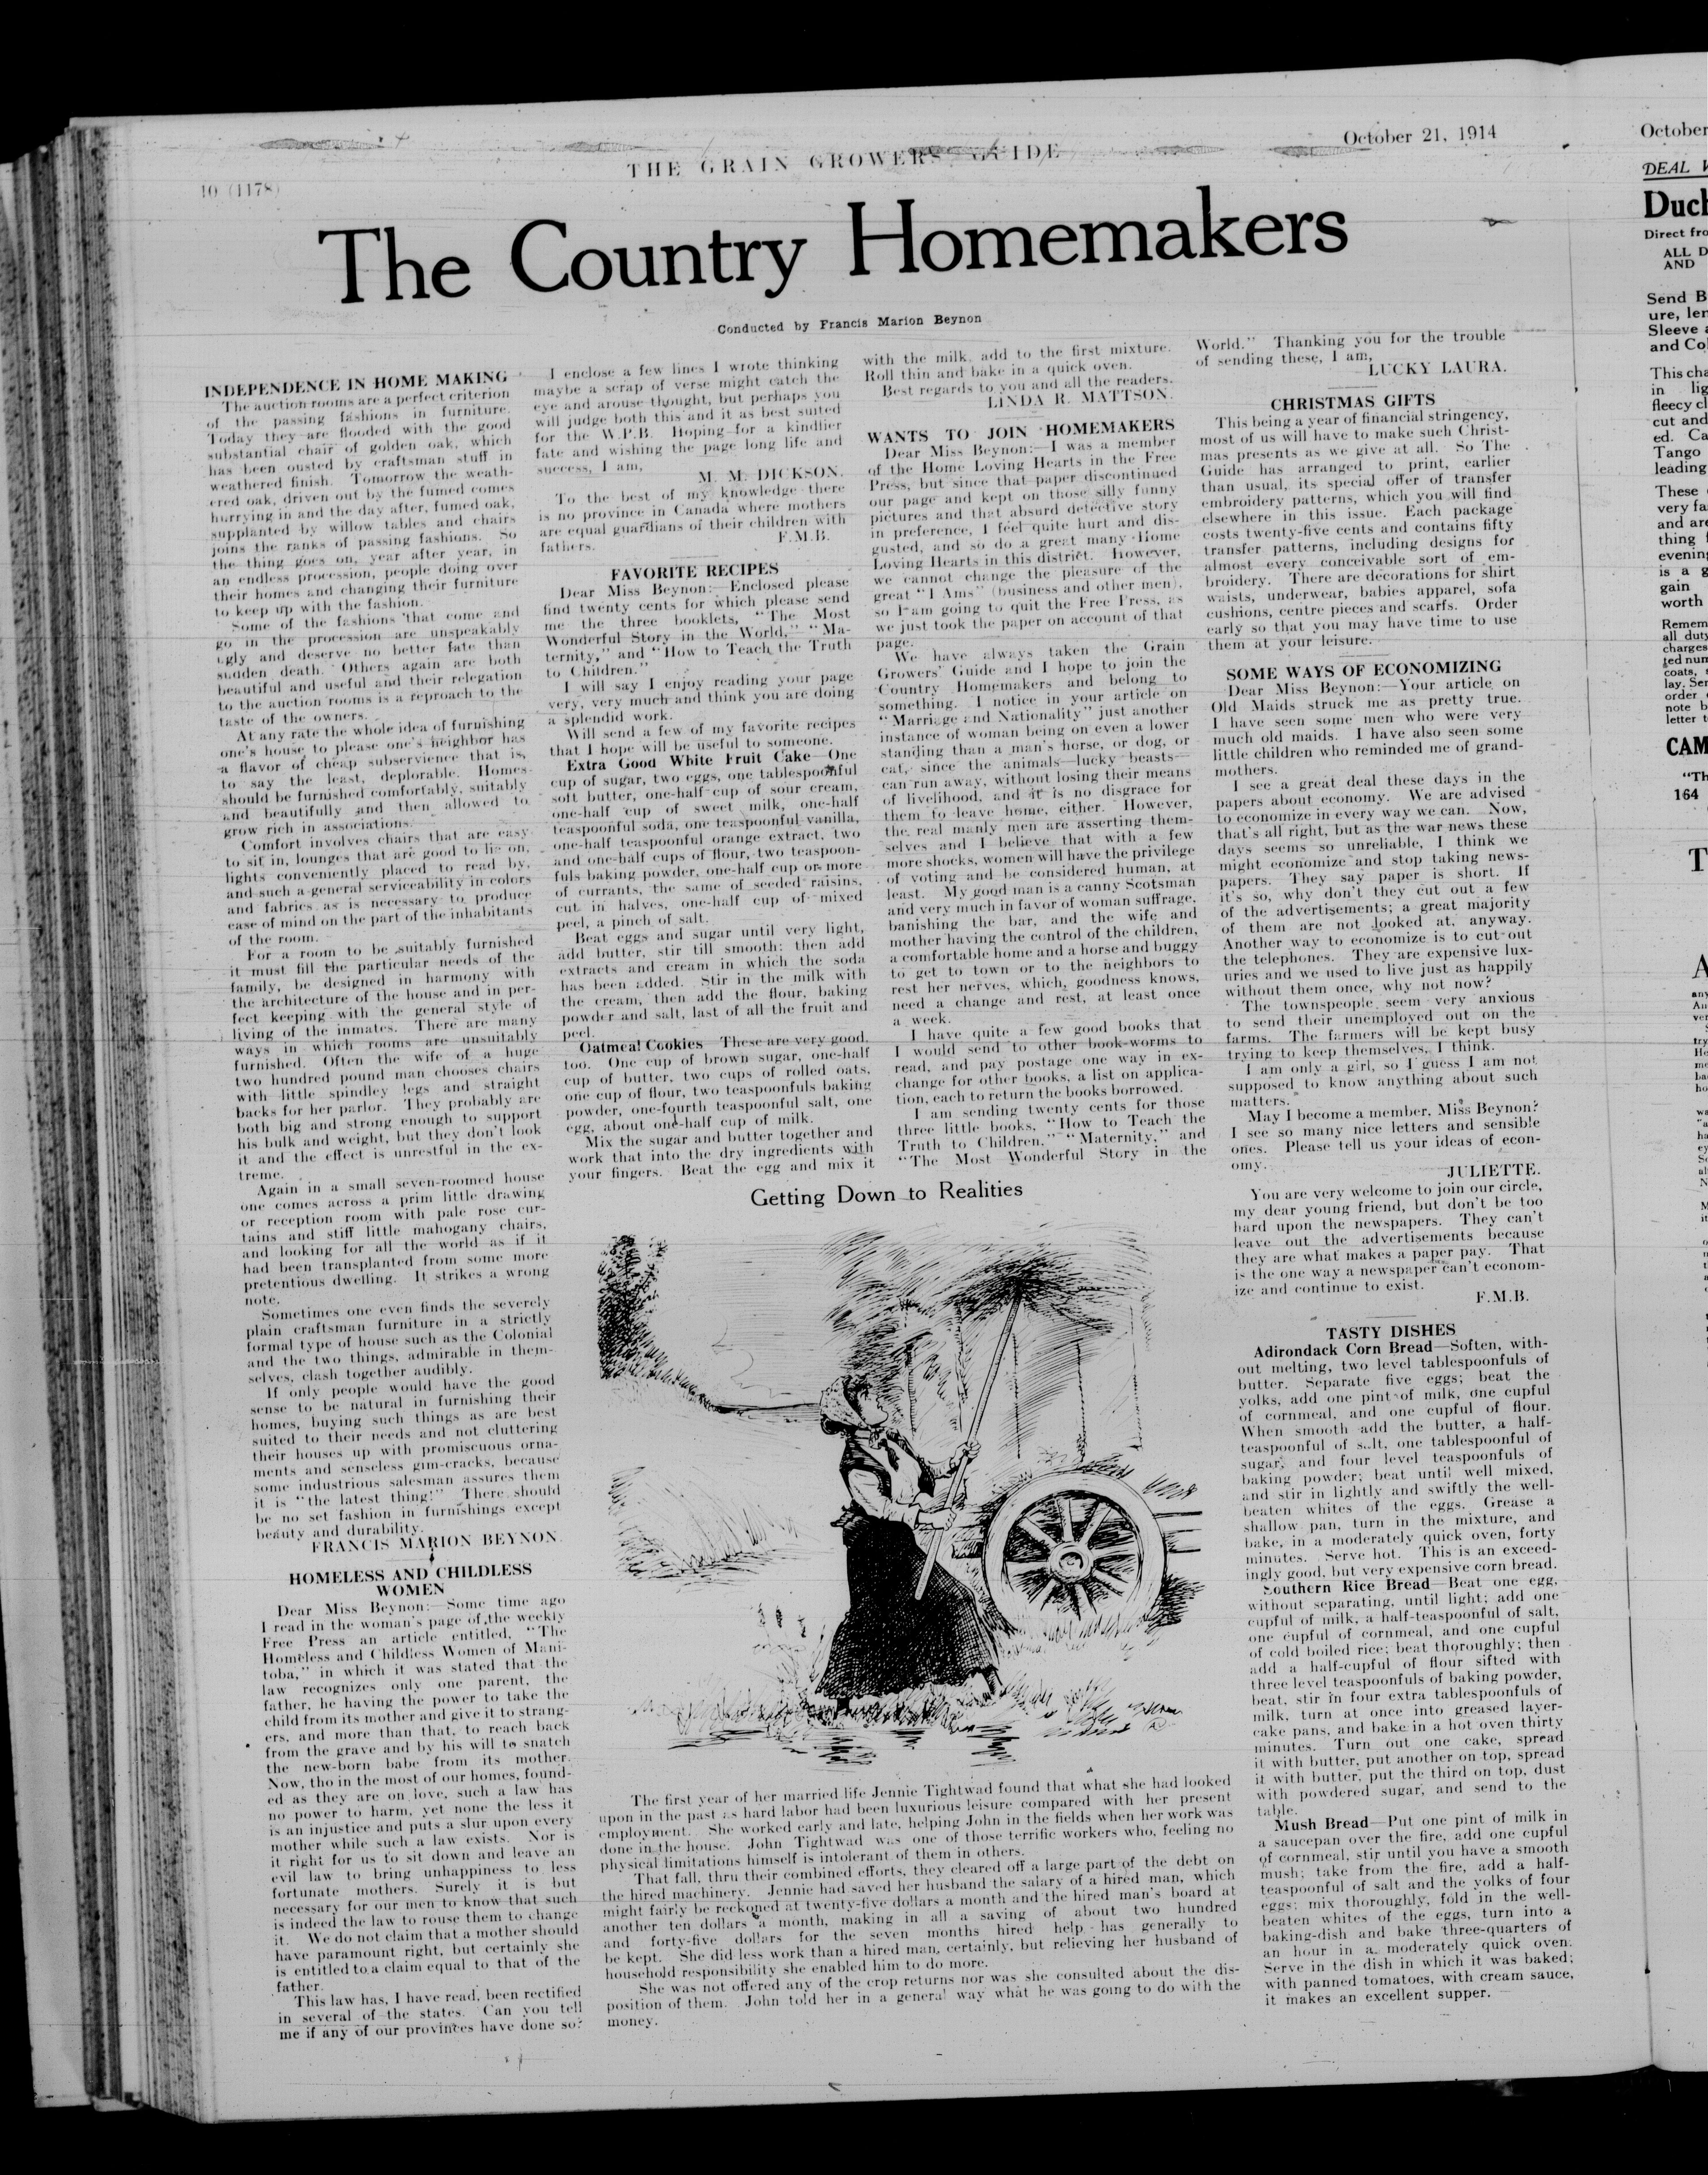 October 21, 1914
THE GRAIN GROWERS' GUIDE
10 (1178)
The Country Homemakers
Conducted by Francis Marion Beynon
INDEPENDENCE IN HOME MAKING
The auction rooms are a perfect criterion
of the passing fashions in furniture.
Today they are flooded with the good
substantial chair of golden oak, which
has been ousted by craftsman stuff in
weathered finish. Tomorrow the weath-
ered oak, driven out by the fumed comes
hurrying in and the day after, fumed oak,
supplanted by willow tables and chairs
joins the ranks of passing fashions. So
the thing goes on, year after year, in
an endless procession, people doing over
their homes and changing their furniture
to keep up with the fashion.
Some of the fashions that come and
go in the procession are unspeakably
ugly and deserve no better fate than
sudden death. Others again are both
beautiful and useful and their relegation
to the auction rooms is a reproach to the
taste of the owners.
At any rate the whole idea of furnishing
one's house to please one's neighbor has
a flavor of cheap subservience that is,
to say the least, deplorable. Homes
should be furnished comfortably, suitably
and beautifully and then allowed to
grow rich in associations.
Comfort involves chairs that are easy
to sit in, lounges that are good to lie on,
lights conveniently placed to read by,
and such a general serviceability in colors
and fabrics as is necessary to produce
ease of mind on the part of the inhabitants
of the room.
For a room to be suitably furnished
it must fill the particular needs of the
family, be designed in harmony with
the architecture of the house and in per-
fect keeping with the general style of
living of the inmates. There are many
ways in which rooms are unsuitably
furnished. Often the wife of a huge
two hundred pound man chooses chairs
with little spindley legs and straight
backs for her parlor. They probably are
both big and strong enough to support
his bulk and weight, but they don't look
it and the effect is unrestful in the ex-
treme.
Again in a small seven-roomed house
one comes across a prim little drawing
or reception room with pale rose cur-
tains and stiff little mahogany chairs,
and looking for all the world as if it
had been transplanted from some more
pretentious dwelling. It strikes a wrong
note.
Sometimes one even finds the severely
plain craftsman furniture in a strictly
formal type of house such as the Colonial
and the two things, admirable in them-
selves, clash together audibly.
If only people would have the good
sense to be natural in furnishing their
homes, buying such things as are best
suited to their needs and not cluttering
their houses up with promiscuous orna-
ments and senseless gim-cracks, because
some industrious salesman assures them
it is "the latest thing!" There should
be no set fashion in furnishings except
beauty and durability.
FRANCIS MARION BEYNON.
HOMELESS AND CHILDLESS
WOMEN
Dear Miss Beynon:—Some time ago
I read in the woman's page of the weekly
Free Press an article entitled, "The
Homeless and Childless Women of Mani-
toba," in which it was stated that the
law recognizes only one parent, the
father, he having the power to take the
child from its mother and give it to strang-
ers, and more than that, to reach back
from the grave and by his will to snatch
the new-born babe from its mother.
Now, tho in the most of our homes, found-
ed as they are on love, such a law has
no power to harm, yet none the less it
is an injustice and puts a slur upon every
mother while such a law exists. Nor is
it right for us to sit down and leave an
evil law to bring unhappiness to less
fortunate mothers. Surely it is but
necessary for our men to know that such
is indeed the law to rouse them to change
it. We do not claim that a mother should
have paramount right, but certainly she
is entitled to a claim equal to that of the
father.
This law has, I have read, been rectified
in several of the states. Can you tell
me if any of our provinces have done so?
I enclose a few lines I wrote thinking
maybe a scrap of verse might catch the
eye and arouse thought, but perhaps you
will judge both this and it as best suited
for the W.P.B. Hoping for a kindlier
fate and wishing the page long life and
success, I am,
M. M. DICKSON.
To the best of my knowledge there
is no province in Canada where mothers
are equal guardians of their children with
fathers.
F.M.B.
FAVORITE RECIPES
Dear Miss Beynon:—Enclosed please
find twenty cents for which please send
me the three booklets, "The Most
Wonderful Story in the World," "Ma-
ternity," and "How to Teach the Truth
to Children."
I will say I enjoy reading your page
very, very much and think you are doing
a splendid work.
Will send a few of my favorite recipes
that I hope will be useful to someone.
Extra Good White Fruit Cake—One
cup of sugar, two eggs, one tablespoonful
soft butter, one-half cup of sour cream,
one-half cup of sweet milk, one-half
teaspoonful soda, one teaspoonful vanilla,
one-half teaspoonful orange extract, two
and one-half cups of flour, two teaspoon-
fuls baking powder, one-half cup or more
of currants, the same of seeded raisins,
cut in halves, one-half cup of mixed
peel, a pinch of salt.
Beat eggs and sugar until very light,
add butter, stir till smooth; then add
extracts and cream in which the soda
has been added. Stir in the milk with
the cream, then add the flour, baking
powder and salt, last of all the fruit and
peel.
Oatmeal Cookies—These are very good,
too. One cup of brown sugar, one-half
cup of butter, two cups of rolled oats,
one cup of flour, two teaspoonfuls baking
powder, one-fourth teaspoonful salt, one
egg, about one-half cup of milk.
Mix the sugar and butter together and
work that into the dry ingredients with
your fingers. Beat the egg and mix it
with the milk, add to the first mixture.
Roll thin and bake in a quick oven.
Best regards to you and all the readers.
LINDA R. MATTSON.
WANTS TO JOIN HOMEMAKERS
Dear Miss Beynon:—I was a member
of the Home Loving Hearts in the Free
Press, but since that paper discontinued
our page and kept on those silly funny
pictures and that absurd detective story
in preference, I feel quite hurt and dis-
gusted, and so do a great many Home
Loving Hearts in this district. However,
we cannot change the pleasure of the
great "I Ams" (business and other men),
so I am going to quit the Free Press, as
we just took the paper on account of that
page.
We have always taken the Grain
Growers' Guide and I hope to join the
Country Homemakers and belong to
something. I notice in your article on
"Marriage and Nationality" just another
instance of woman being on even a lower
standing than a man's horse, or dog, or
cat, since the animals—lucky beasts—
can run away, without losing their means
of livelihood, and it is no disgrace for
them to leave home, either. However,
the real manly men are asserting them-
selves and I believe that with a few
more shocks, women will have the privilege
of voting and be considered human, at
least. My good man is a canny Scotsman
and very much in favor of woman suffrage,
banishing the bar, and the wife and
mother having the control of the children,
a comfortable home and a horse and buggy
to get to town or to the neighbors to
rest her nerves, which, goodness knows,
need a change and rest, at least once
a week.
I have quite a few good books that
I would send to other book-worms to
read, and pay postage one way in ex-
change for other books, a list on applica-
tion, each to return the books borrowed.
I am sending twenty cents for those
three little books, "How to Teach the
Truth to Children," "Maternity," and
"The Most Wonderful Story in the
World." Thanking you for the trouble
of sending these, I am,
LUCKY LAURA.
CHRISTMAS GIFTS
This being a year of financial stringency,
most of us will have to make such Christ-
mas presents as we give at all. So The
Guide has arranged to print, earlier
than usual, its special offer of transfer
embroidery patterns, which you will find
elsewhere in this issue. Each package
costs twenty-five cents and contains fifty
transfer patterns, including designs for
almost every conceivable sort of em-
broidery. There are decorations for shirt
waists, underwear, babies apparel, sofa
cushions, centre pieces and scarfs. Order
early so that you may have time to use
them at your leisure.
SOME WAYS OF ECONOMIZING
Dear Miss Beynon:—Your article on
Old Maids struck me as pretty true.
I have seen some men who were very
much old maids. I have also seen some
little children who reminded me of grand-
mothers.
I see a great deal these days in the
papers about economy. We are advised
to economize in every way we can. Now,
that's all right, but as the war news these
days seems so unreliable, I think we
might economize and stop taking news-
papers. They say paper is short. If
it's so, why don't they cut out a few
of the advertisements; a great majority
of them are not looked at, anyway.
Another way to economize is to cut out
the telephones. They are expensive lux-
uries and we used to live just as happily
without them once, why not now?
The townspeople seem very anxious
to send their unemployed out on the
farms. The farmers will be kept busy
trying to keep themselves, I think.
I am only a girl, so I guess I am not
supposed to know anything about such
matters.
May I become a member, Miss Beynon?
I see so many nice letters and sensible
ones. Please tell us your ideas of econ-
omy.
JULIETTE.
You are very welcome to join our circle,
my dear young friend, but don't be too
hard upon the newspapers. They can't
leave out the advertisements because
they are what makes a paper pay. That
is the one way a newspaper can't econom-
ize and continue to exist.
F.M.B.
TASTY DISHES
Adirondack Corn Bread—Soften, with-
out melting, two level tablespoonfuls of
butter. Separate five eggs; beat the
yolks, add one pint of milk, one cupful
of cornmeal, and one cupful of flour.
When smooth add the butter, a half-
teaspoonful of salt, one tablespoonful of
sugar, and four level teaspoonfuls of
baking powder; beat until well mixed,
and stir in lightly and swiftly the well-
beaten whites of the eggs. Grease a
shallow pan, turn in the mixture, and
bake, in a moderately quick oven, forty
minutes. Serve hot. This is an exceed-
ingly good, but very expensive corn bread.
Southern Rice Bread—Beat one egg,
without separating, until light; add one
cupful of milk, a half-teaspoonful of salt,
one cupful of cornmeal, and one cupful
of cold boiled rice; beat thoroughly; then
add a half-cupful of flour sifted with
three level teaspoonfuls of baking powder,
beat, stir in four extra tablespoonfuls of
milk, turn at once into greased layer-
cake pans, and bake in a hot oven thirty
minutes. Turn out one cake, spread
it with butter, put another on top, spread
it with butter, put the third on top, dust
with powdered sugar, and send to the
table.
Mush Bread—Put one pint of milk in
a saucepan over the fire, add one cupful
of cornmeal, stir until you have a smooth
mush; take from the fire, add a half-
teaspoonful of salt and the yolks of four
eggs; mix thoroughly, fold in the well-
beaten whites of the eggs, turn into a
baking-dish and bake three-quarters of
an hour in a moderately quick oven.
Serve in the dish in which it was baked;
with panned tomatoes, with cream sauce,
it makes an excellent supper.
Getting Down to Realities
The first year of her married life Jennie Tightwad found that what she had looked
upon in the past as hard labor had been luxurious leisure compared with her present
employment. She worked early and late, helping John in the fields when her work was
done in the house. John Tightwad was one of those terrific workers who, feeling no
physical limitations himself is intolerant of them in others.
That fall, thru their combined efforts, they cleared off a large part of the debt on
the hired machinery. Jennie had saved her husband the salary of a hired man, which
might fairly be reckoned at twenty-five dollars a month and the hired man's board at
another ten dollars a month, making in all a saving of about two hundred
and forty-five dollars for the seven months hired help has generally to
be kept. She did less work than a hired man, certainly, but relieving her husband of
household responsibility she enabled him to do more.
She was not offered any of the crop returns nor was she consulted about the dis-
position of them. John told her in a general way what he was going to do with the
money.
October
DEAL
Direct fro
ALL D
AND
Send B
ure, len
Sleeve
and Co
This cha
in lig
fleecy cl
cut and
ed. Ca
Tango
leading
These
very fa
and are
thing
evening
is a g
gain
worth
Remem
all duty
charges
ted num
coats,
lay. Ser
order
note b
letter t
CAM
"Th
164